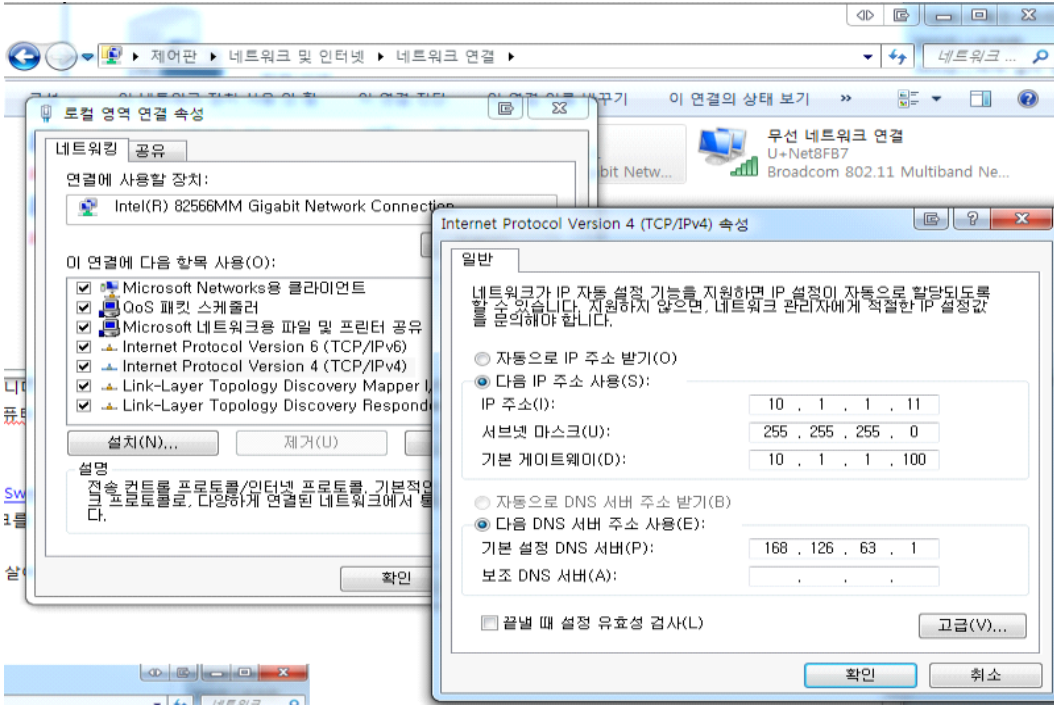 제어판 ▸ 네트워크 및 인터넷 ▸ 네트워크 연결 ▸
네트워크 ...
이 연결의 상태 보기 »
무선 네트워크 연결
U+Net8FB7
Broadcom 802.11 Multiband Ne...
bit Netw...
로컬 영역 연결 속성
네트워킹
공유
연결에 사용할 장치:
Intel(R) 82566MM Gigabit Network Connection
이 연결에 다음 항목 사용(O):
Microsoft Networks용 클라이언트
QoS 패킷 스케줄러
Microsoft 네트워크용 파일 및 프린터 공유
Internet Protocol Version 6 (TCP/IPv6)
Internet Protocol Version 4 (TCP/IPv4)
Link-Layer Topology Discovery Mapper I/
Link-Layer Topology Discovery Responde
설치(N)...
제거(U)
설명
전송 컨트롤 프로토콜/인터넷 프로토콜. 기본적인
크 프로토콜로, 다양하게 연결된 네트워크에서 통
다.
확인
Internet Protocol Version 4 (TCP/IPv4) 속성
일반
네트워크가 IP 자동 설정 기능을 지원하면 IP 설정이 자동으로 할당되도록
할 수 있습니다. 지원하지 않으면, 네트워크 관리자에게 적절한 IP 설정값
을 문의해야 합니다.
자동으로 IP 주소 받기(O)
다음 IP 주소 사용(S):
IP 주소(I): 10 . 1 . 1 . 11
서브넷 마스크(U): 255 . 255 . 255 . 0
기본 게이트웨이(D): 10 . 1 . 1 . 100
자동으로 DNS 서버 주소 받기(B)
다음 DNS 서버 주소 사용(E):
기본 설정 DNS 서버(P): 168 . 126 . 63 . 1
보조 DNS 서버(A): . . .
끝낼 때 설정 유효성 검사(L)
고급(V)...
확인
취소
Sw
네트워크